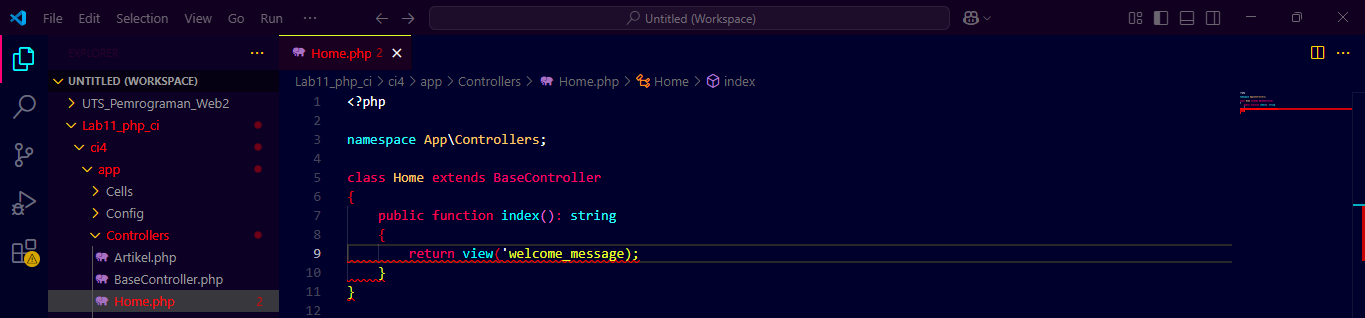 File Edit Selection View Go Run ··· Untitled (Workspace)
EXPLORER ···
UNTITLED (WORKSPACE)
UTS_Pemrograman_Web2
Lab11_php_ci
ci4
app
Cells
Config
Controllers
Artikel.php
BaseController.php
Home.php 2
Home.php 2
Lab11_php_ci > ci4 > app > Controllers > Home.php > Home > index
1 <?php
2
3 namespace App\Controllers;
4
5 class Home extends BaseController
6 {
7 public function index(): string
8 {
9 return view('welcome_message);
10 }
11 }
12